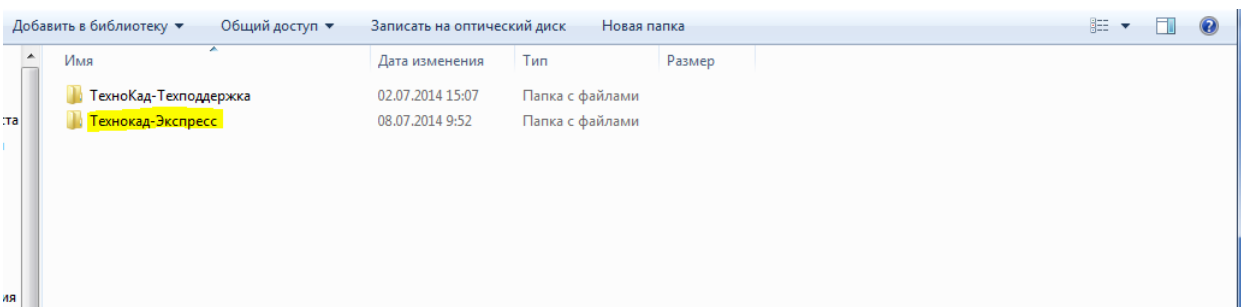 Добавить в библиотеку Общий доступ Записать на оптический диск Новая папка
Имя Дата изменения Тип Размер
ТехноКад-Техподдержка 02.07.2014 15:07 Папка с файлами
Технокад-Экспресс 08.07.2014 9:52 Папка с файлами